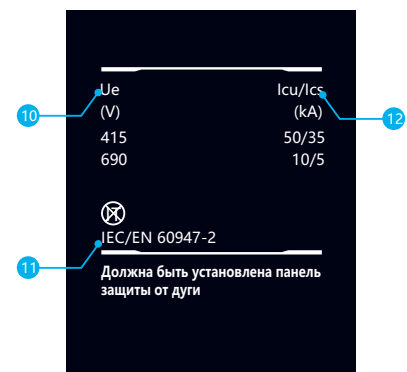 Ue Icu/Ics
10 (V) (kA) 12
415 50/35
690 10/5
IT
IEC/EN 60947-2
11
Должна быть установлена панель
защиты от дуги